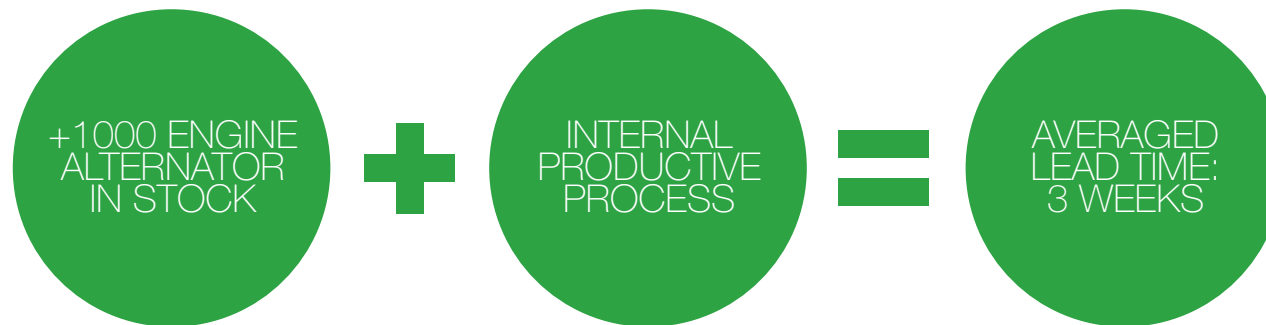 +1000 ENGINE
ALTERNATOR
IN STOCK
INTERNAL
PRODUCTIVE
PROCESS
AVERAGED
LEAD TIME:
3 WEEKS